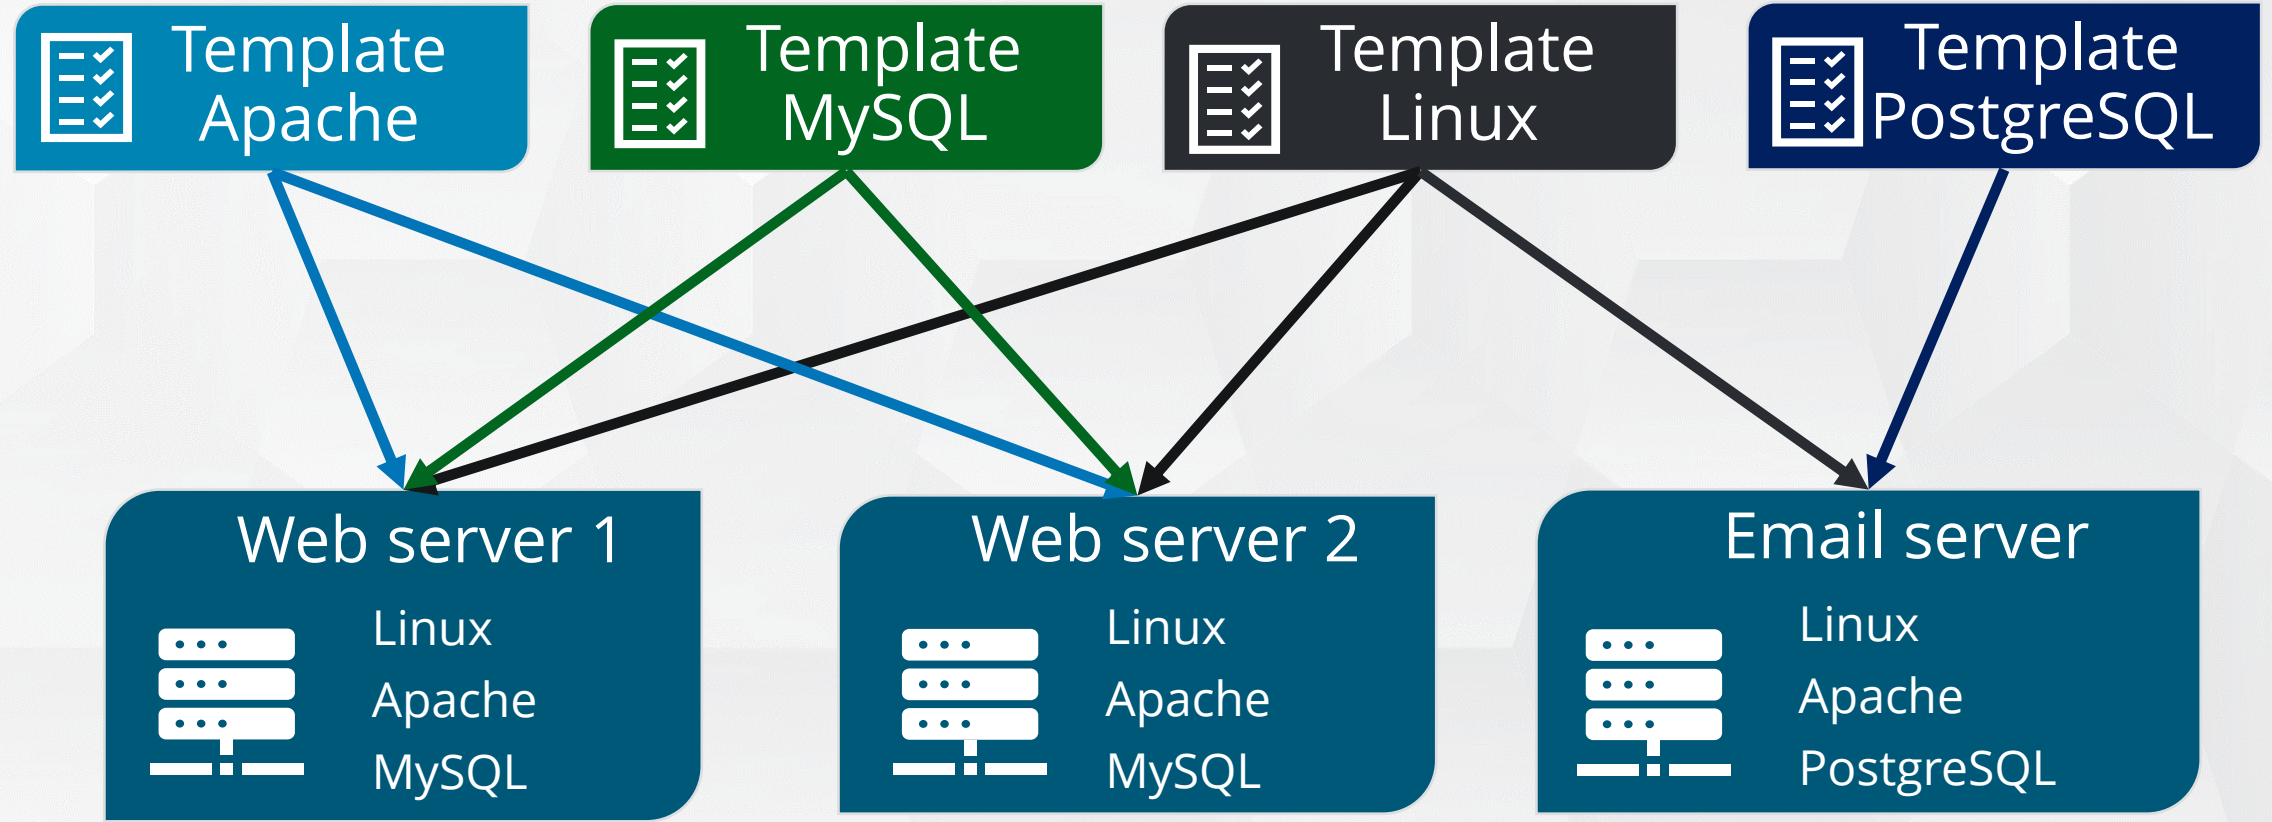 Template
Apache
Template
MySQL
Template
Linux
Template
PostgreSQL
Web server 1
Linux
Apache
MySQL
Web server 2
Linux
Apache
MySQL
Email server
Linux
Apache
PostgreSQL